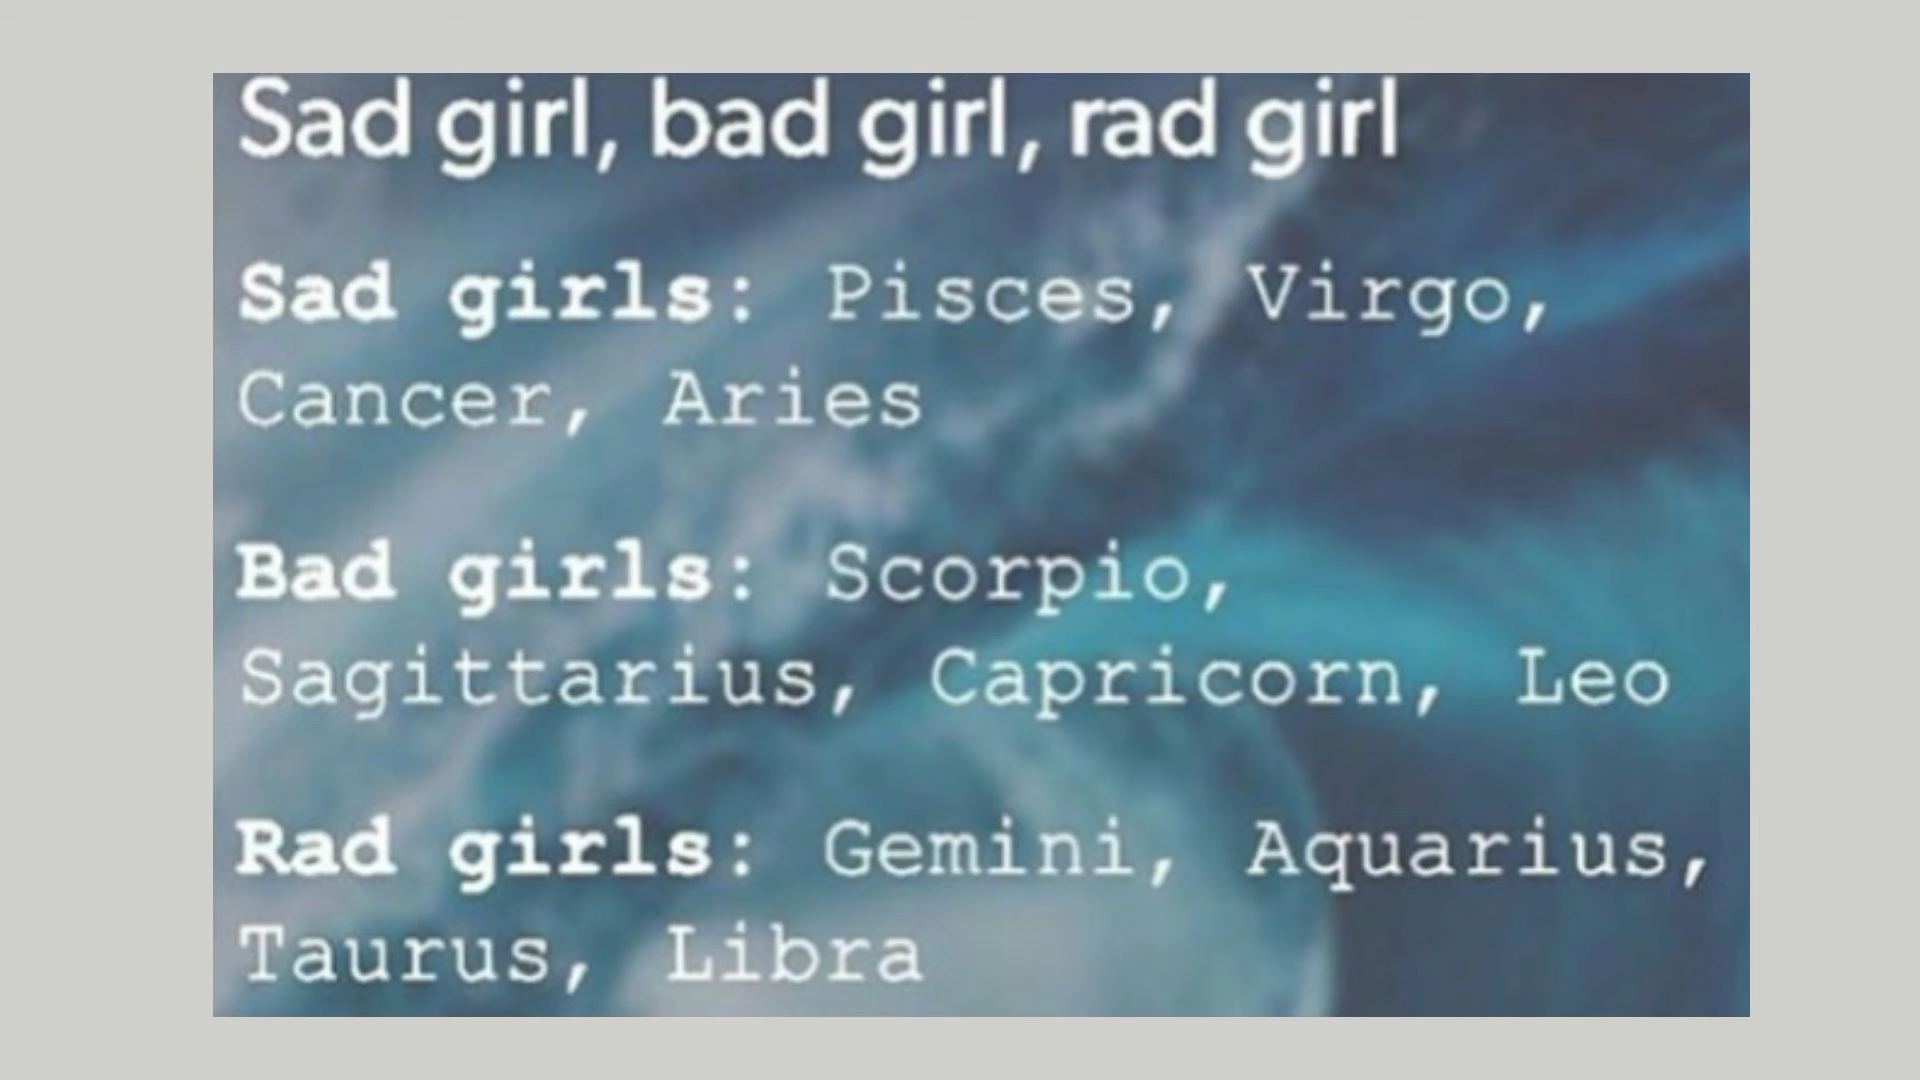 Sad girl, bad girl, rad girl
Sad girls: Pisces, Virgo,
Cancer, Aries
Bad girls: Scorpio,
Sagittarius, Capricorn, Leo
Rad girls: Gemini, Aquarius,
Taurus, Libra